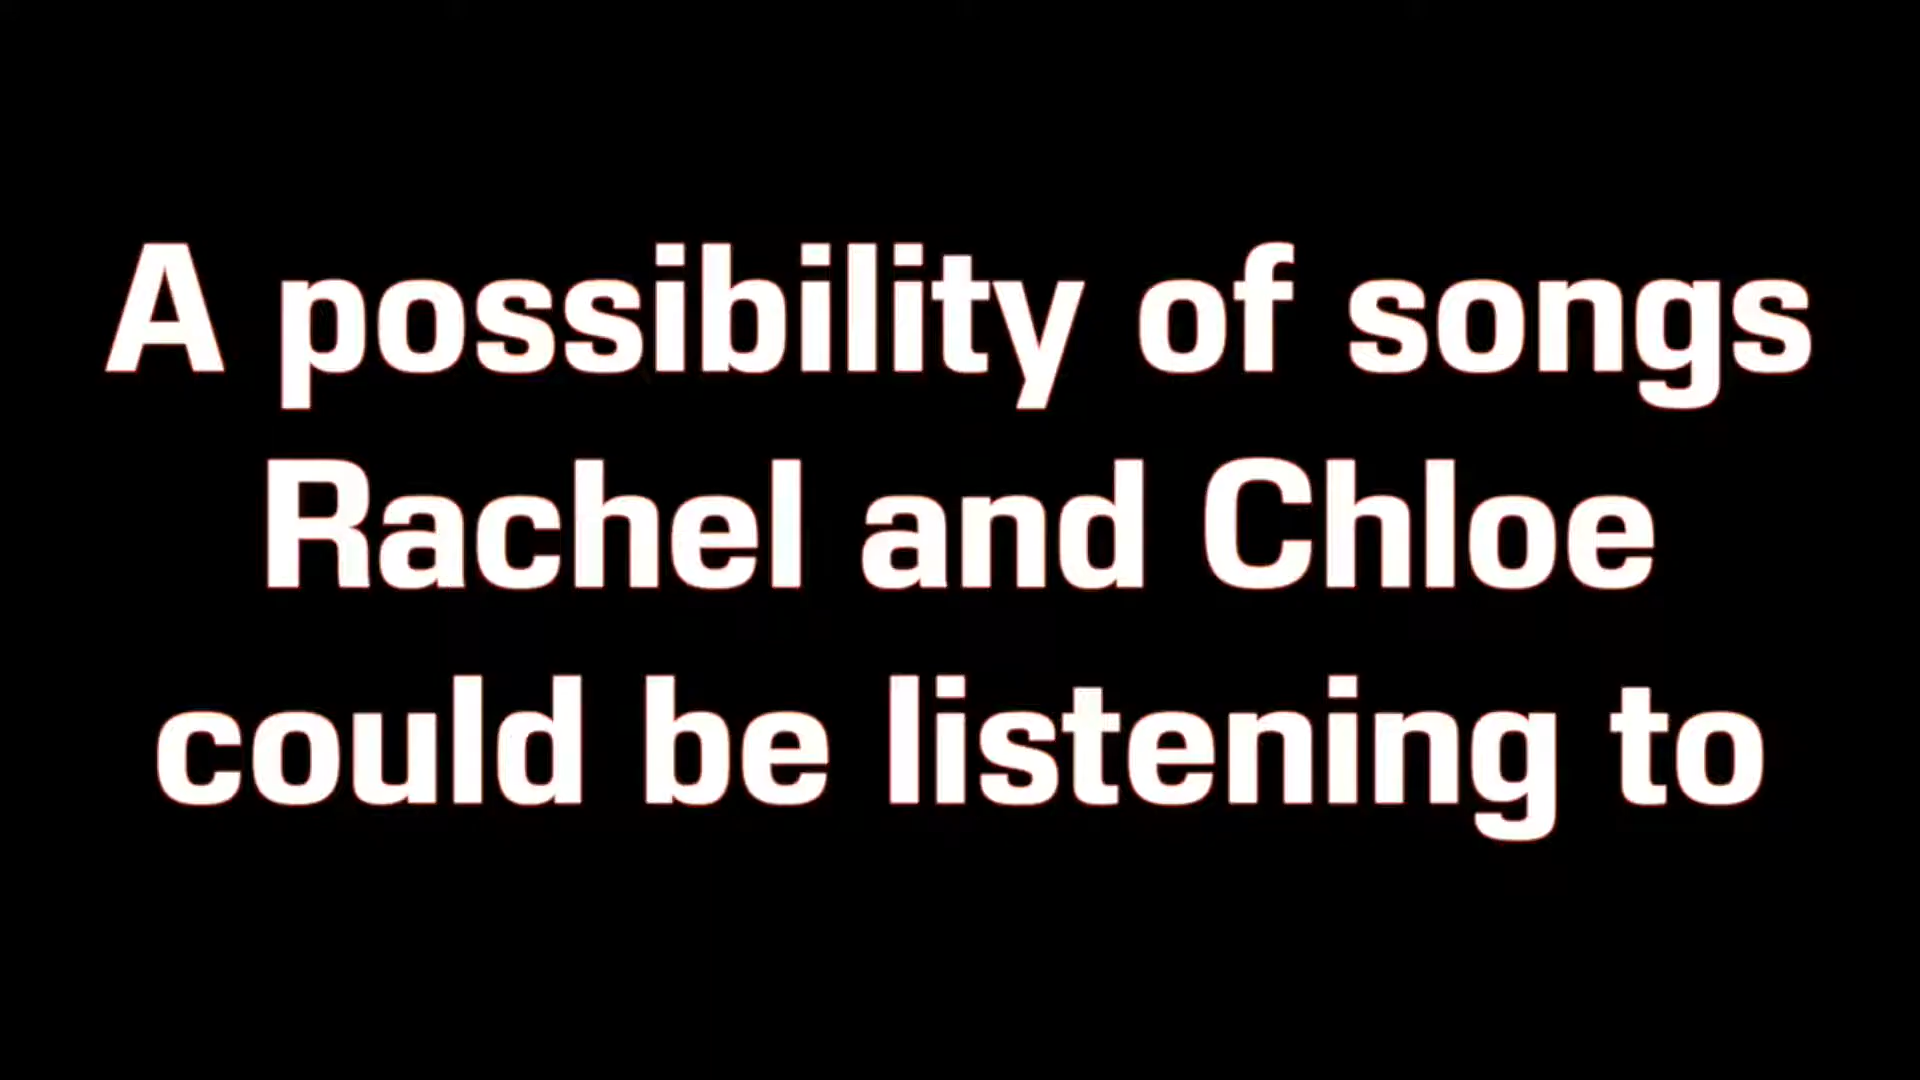 A possibility of songs
Rachel and Chloe
could be listening to